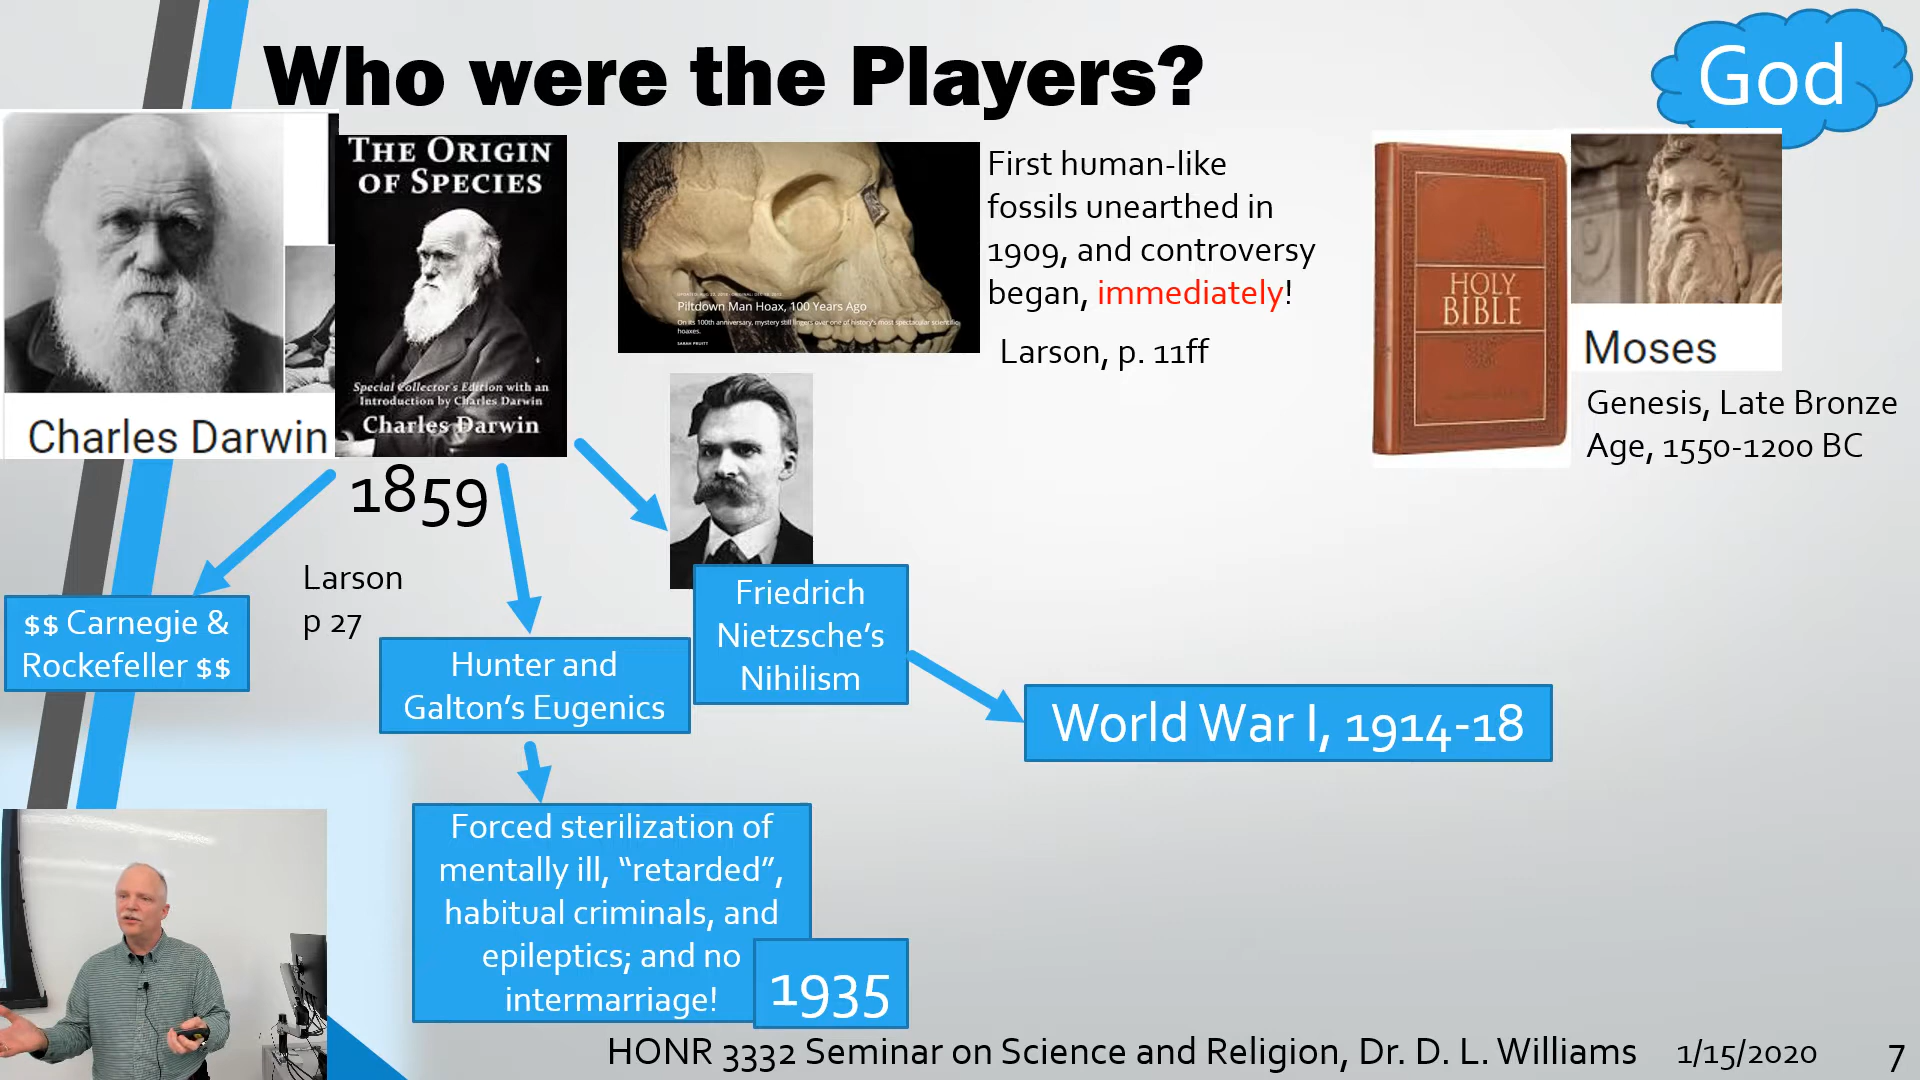 Who were the Players?
God
THE ORIGIN
OF SPECIES
Special Collector's Edition with an
Introduction by Charles Darwin
Charles Darwin
Charles Darwin
1859
Piltdown Man Hoax, 100 Years Ago
On its 100th anniversary, mystery still lingers over one of history's most spectacular scientific
hoaxes.
SARAH PRUITT
First human-like
fossils unearthed in
1909, and controversy
began, immediately!
Larson, p. 11ff
HOLY
BIBLE
Moses
Genesis, Late Bronze
Age, 1550-1200 BC
Larson
p 27
$$ Carnegie &
Rockefeller $$
Hunter and
Galton's Eugenics
Friedrich
Nietzsche's
Nihilism
World War I, 1914-18
Forced sterilization of
mentally ill, “retarded”,
habitual criminals, and
epileptics; and no
intermarriage!
1935
HONR 3332 Seminar on Science and Religion, Dr. D. L. Williams
1/15/2020
7